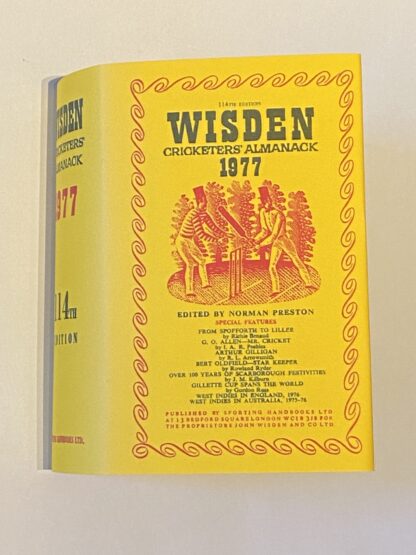 WISDEN
CRICKETERS'
ALMANACK
1977
114TH
EDITION
HANDBOOKS LTD.
114TH EDITION
WISDEN
CRICKETERS' ALMANACK
1977
EDITED BY NORMAN PRESTON
SPECIAL FEATURES
FROM SPOFFORTH TO LILLEE
by Richie Benaud
G. O. ALLEN—MR. CRICKET
by I. A. R. Peebles
ARTHUR GILLIGAN
by R. L. Arrowsmith
BERT OLDFIELD—STAR KEEPER
by Rowland Ryder
OVER 100 YEARS OF SCARBOROUGH FESTIVITIES
by J. M. Kilburn
GILLETTE CUP SPANS THE WORLD
by Gordon Ross
WEST INDIES IN ENGLAND, 1976
WEST INDIES IN AUSTRALIA, 1975-76
PUBLISHED BY SPORTING HANDBOOKS LTD.
AT 13 BEDFORD SQUARE LONDON WC1B 3JE FOR
THE PROPRIETORS JOHN WISDEN AND CO LTD.